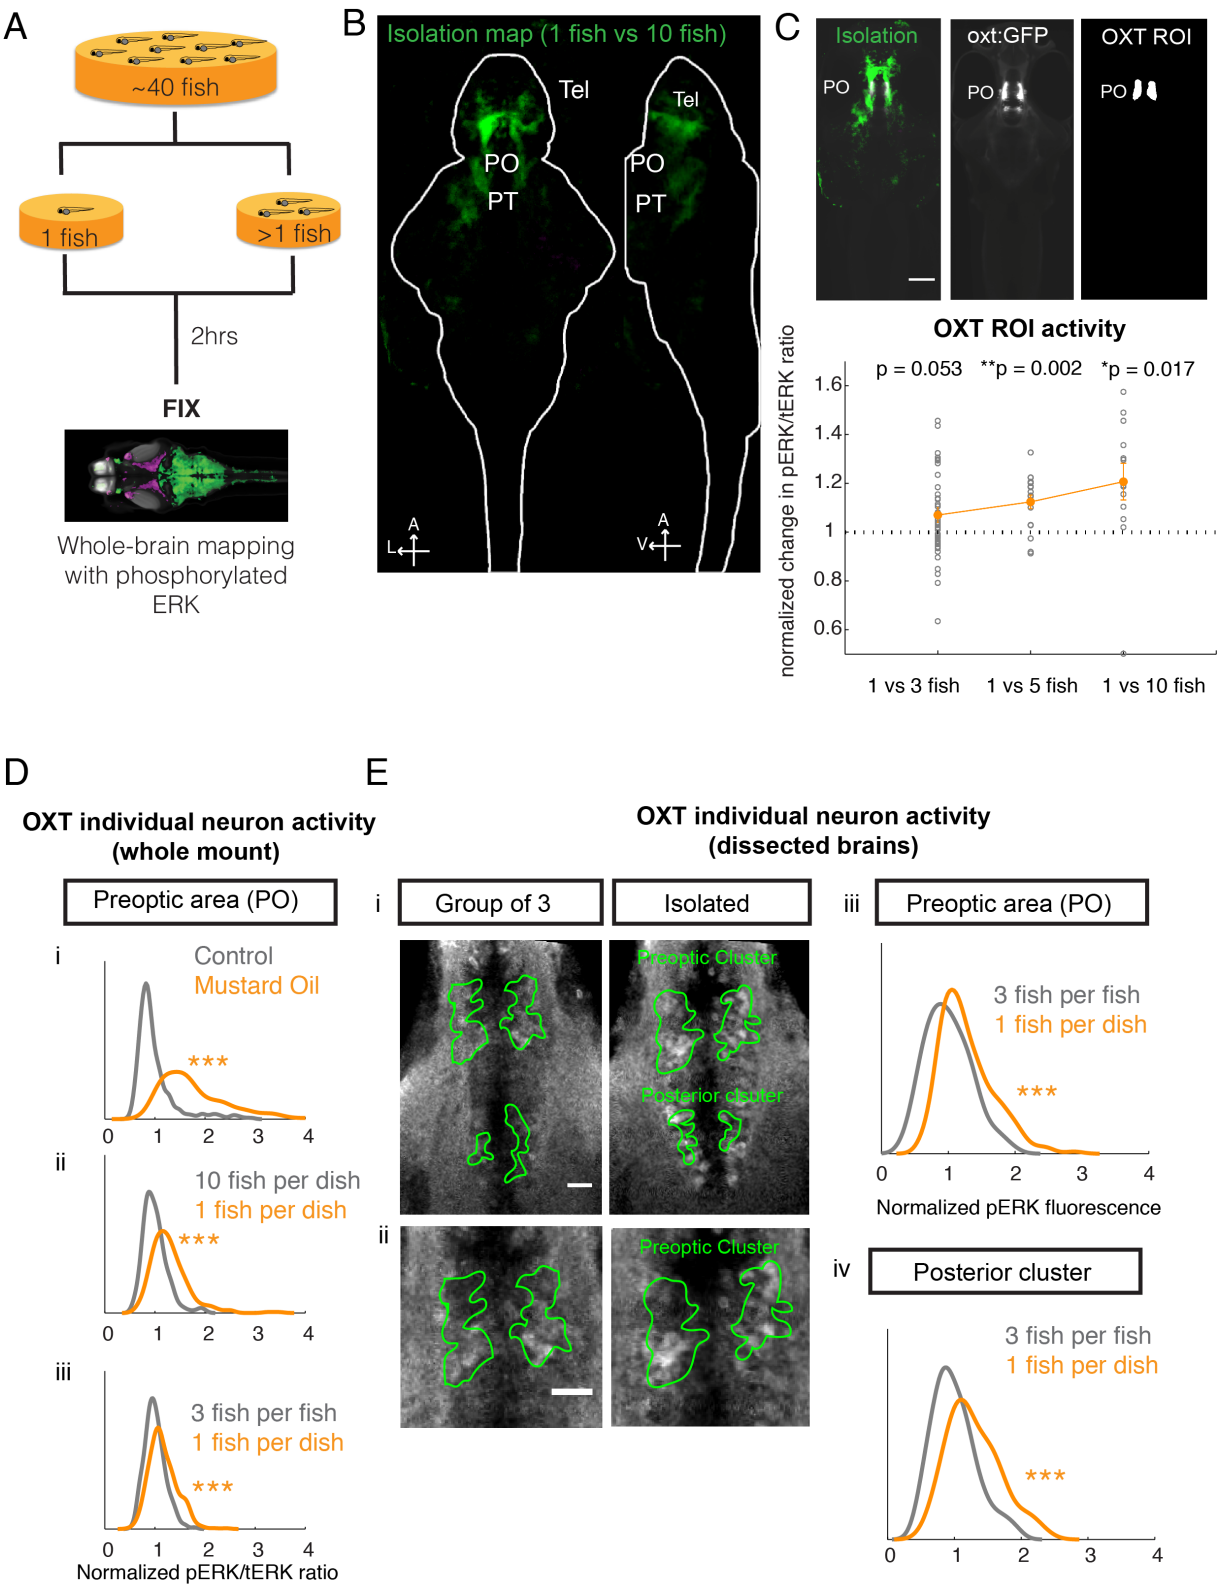 A
~40 fish
1 fish
>1 fish
2hrs
FIX
Whole-brain mapping
with phosphorylated
ERK
B
Isolation map (1 fish vs 10 fish)
Tel
PO
PT
A
L
Tel
PO
PT
A
V
C
Isolation
PO
oxt:GFP
PO
OXT ROI
PO
OXT ROI activity
normalized change in pERK/tERK ratio
p = 0.053
**p = 0.002
*p = 0.017
1.6
1.4
1.2
1
0.8
0.6
1 vs 3 fish
1 vs 5 fish
1 vs 10 fish
D
OXT individual neuron activity
(whole mount)
Preoptic area (PO)
i
Control
Mustard Oil
***
0 1 2 3 4
ii
10 fish per dish
1 fish per dish
***
0 1 2 3 4
iii
3 fish per fish
1 fish per dish
***
0 1 2 3 4
Normalized pERK/tERK ratio
E
OXT individual neuron activity
(dissected brains)
i
Group of 3
Isolated
Preoptic Cluster
Posterior clsuter
ii
Preoptic Cluster
iii
Preoptic area (PO)
3 fish per fish
1 fish per dish
***
0 1 2 3 4
Normalized pERK fluorescence
iv
Posterior cluster
3 fish per fish
1 fish per dish
***
0 1 2 3 4